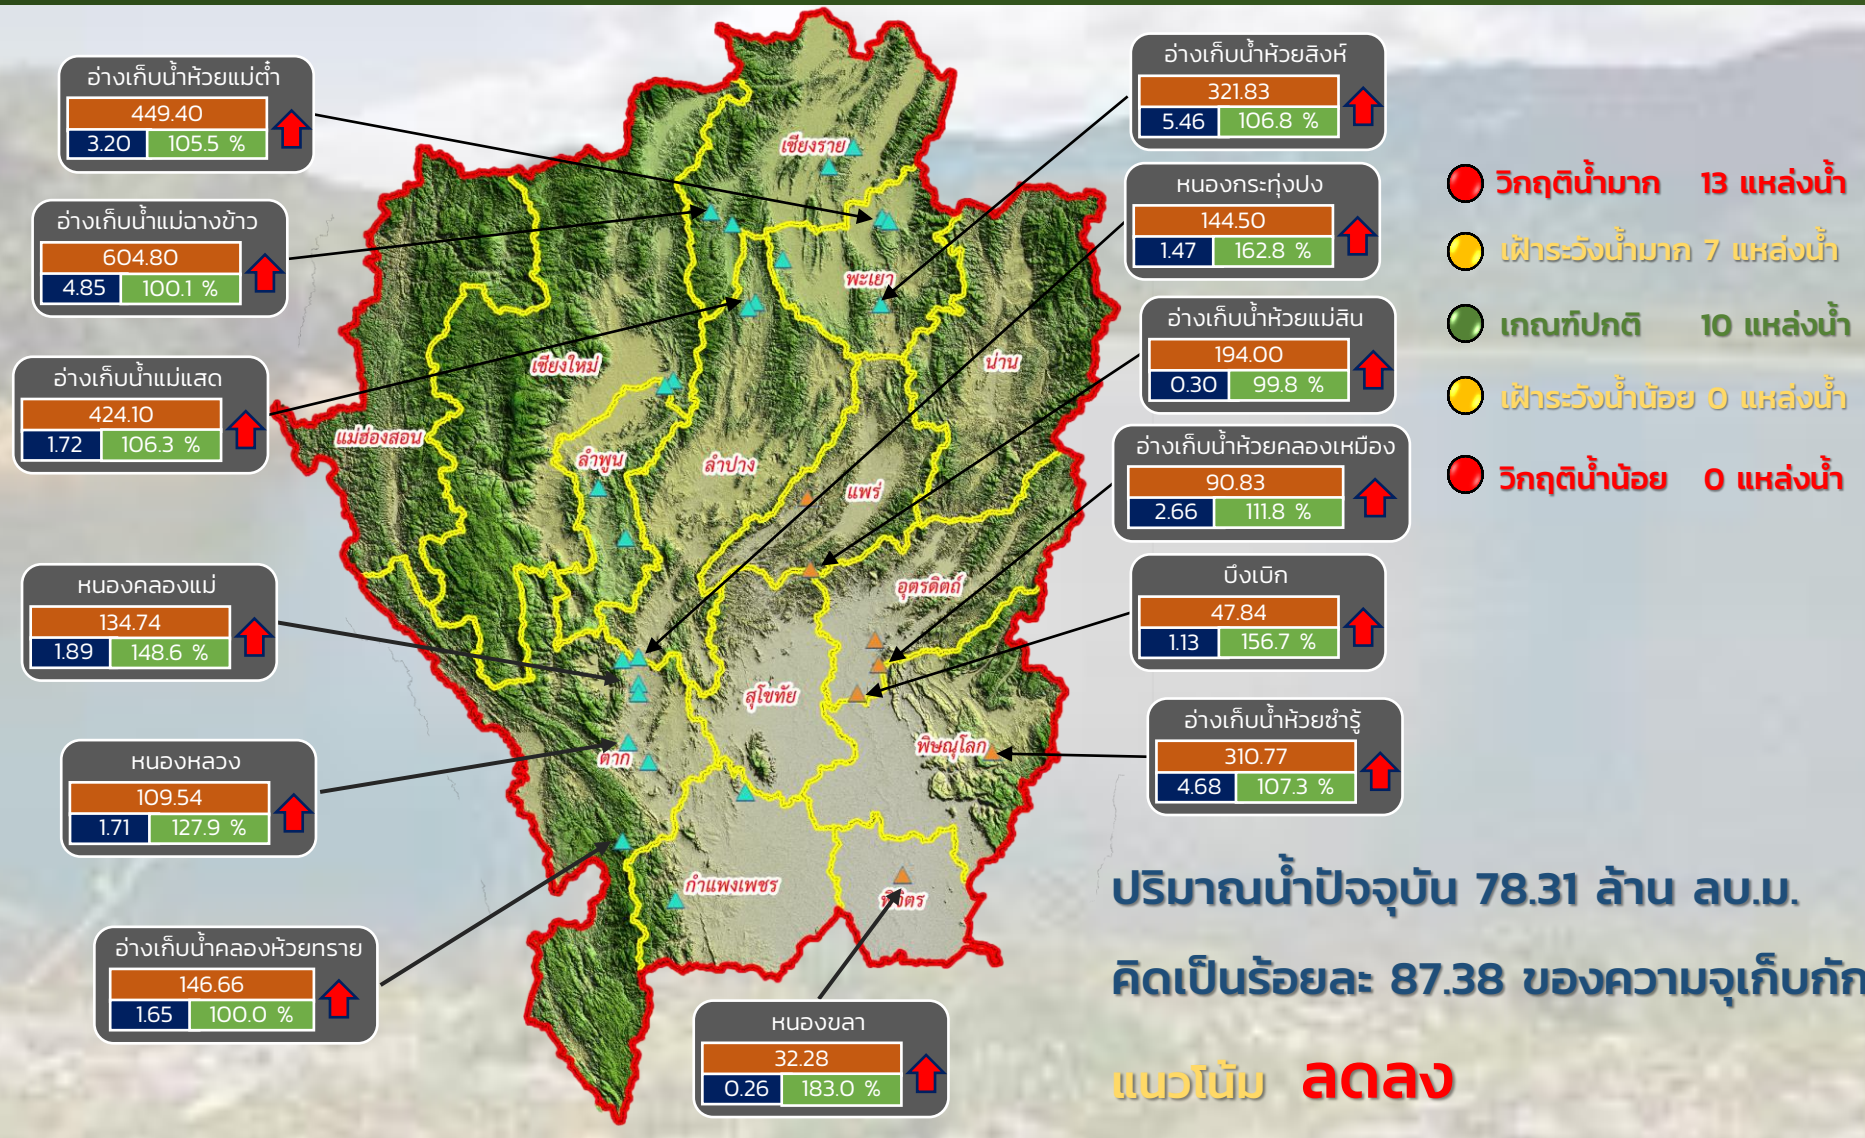 อ่างเก็บน้ำห้วยแม่ต๋ำ
449.40
3.20 105.5 %
อ่างเก็บน้ำแม่ฉางข้าว
604.80
4.85 100.1 %
อ่างเก็บน้ำแม่แสด
424.10
1.72 106.3 %
หนองคลองแม่
134.74
1.89 148.6 %
หนองหลวง
109.54
1.71 127.9 %
อ่างเก็บน้ำคลองห้วยทราย
146.66
1.65 100.0 %
เชียงราย
พะเยา
น่าน
เชียงใหม่
แม่ฮ่องสอน
ลำพูน
ลำปาง
แพร่
อุตรดิตถ์
สุโขทัย
ตาก
พิษณุโลก
กำแพงเพชร
พิจิตร
หนองขลา
32.28
0.26 183.0 %
อ่างเก็บน้ำห้วยสิงห์
321.83
5.46 106.8 %
หนองกระทุ่งปง
144.50
1.47 162.8 %
อ่างเก็บน้ำห้วยแม่สิน
194.00
0.30 99.8 %
อ่างเก็บน้ำห้วยคลองเหมือง
90.83
2.66 111.8 %
บึงเบิก
47.84
1.13 156.7 %
อ่างเก็บน้ำห้วยซำรู้
310.77
4.68 107.3 %
วิกฤติน้ำมาก 13 แหล่งน้ำ
เฝ้าระวังน้ำมาก 7 แหล่งน้ำ
เกณฑ์ปกติ 10 แหล่งน้ำ
เฝ้าระวังน้ำน้อย 0 แหล่งน้ำ
วิกฤติน้ำน้อย 0 แหล่งน้ำ
ปริมาณน้ำปัจจุบัน 78.31 ล้าน ลบ.ม.
คิดเป็นร้อยละ 87.38 ของความจุเก็บกัก
แนวโน้ม ลดลง